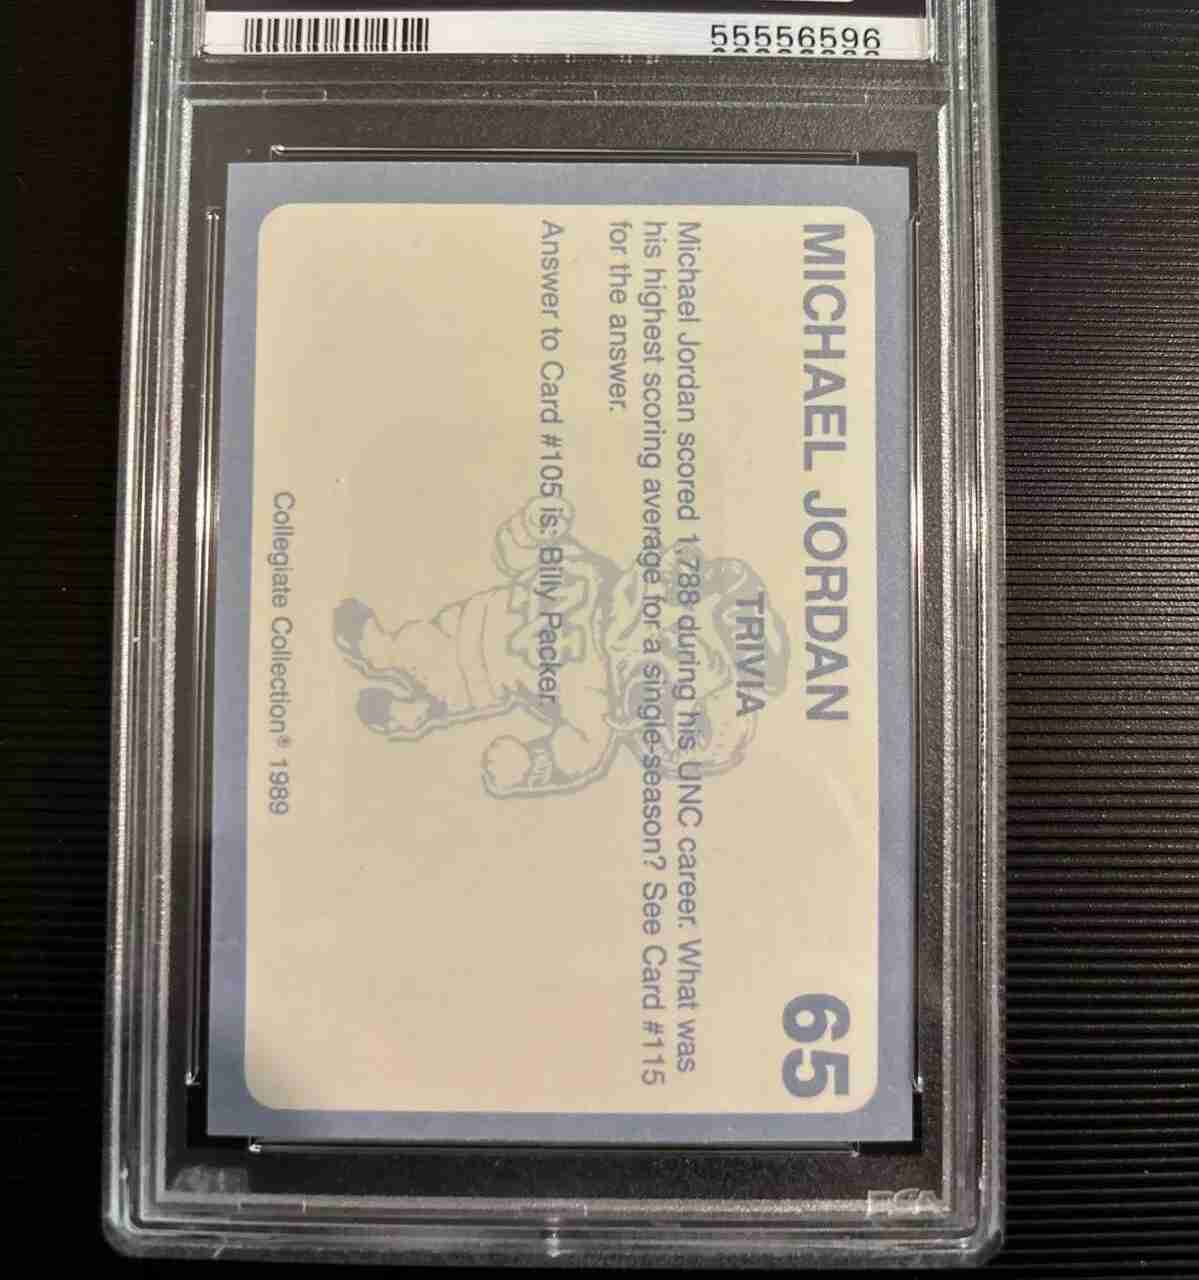 55556596
MICHAEL JORDAN 65
TRIVIA
Michael Jordan scored 1,788 during his UNC career. What was
his highest scoring average for a single-season? See Card #115
for the answer.
Answer to Card #105 is: Billy Packer.
Collegiate Collection® 1989
PSA